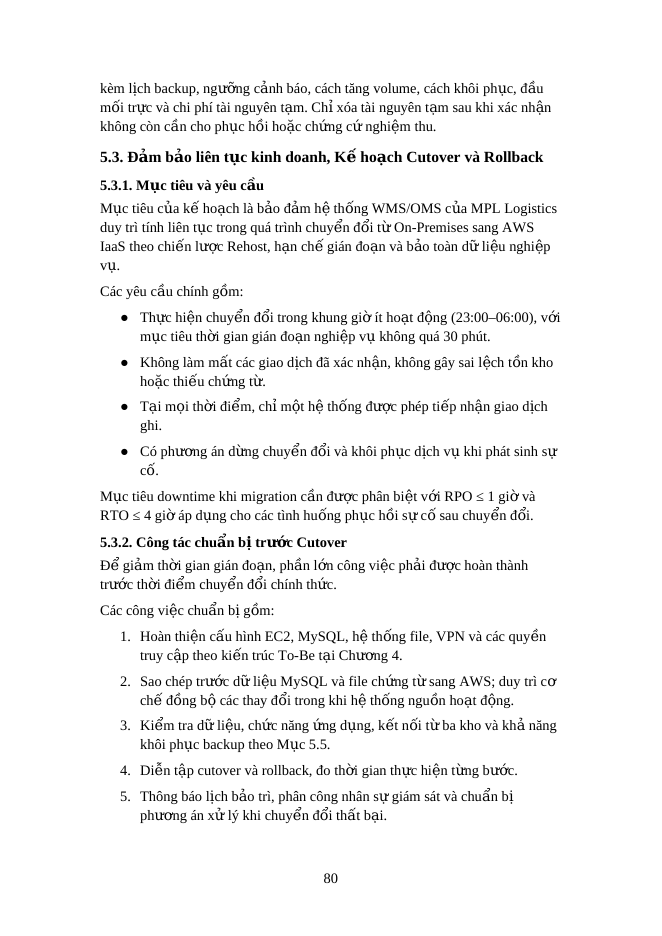 kèm lịch backup, ngưỡng cảnh báo, cách tăng volume, cách khôi phục, đầu
mối trực và chi phí tài nguyên tạm. Chỉ xóa tài nguyên tạm sau khi xác nhận
không còn cần cho phục hồi hoặc chứng cứ nghiệm thu.
5.3. Đảm bảo liên tục kinh doanh, Kế hoạch Cutover và Rollback
5.3.1. Mục tiêu và yêu cầu
Mục tiêu của kế hoạch là bảo đảm hệ thống WMS/OMS của MPL Logistics
duy trì tính liên tục trong quá trình chuyển đổi từ On-Premises sang AWS
IaaS theo chiến lược Rehost, hạn chế gián đoạn và bảo toàn dữ liệu nghiệp
vụ.
Các yêu cầu chính gồm:
● Thực hiện chuyển đổi trong khung giờ ít hoạt động (23:00–06:00), với
mục tiêu thời gian gián đoạn nghiệp vụ không quá 30 phút.
● Không làm mất các giao dịch đã xác nhận, không gây sai lệch tồn kho
hoặc thiếu chứng từ.
● Tại mọi thời điểm, chỉ một hệ thống được phép tiếp nhận giao dịch
ghi.
● Có phương án dừng chuyển đổi và khôi phục dịch vụ khi phát sinh sự
cố.
Mục tiêu downtime khi migration cần được phân biệt với RPO ≤ 1 giờ và
RTO ≤ 4 giờ áp dụng cho các tình huống phục hồi sự cố sau chuyển đổi.
5.3.2. Công tác chuẩn bị trước Cutover
Để giảm thời gian gián đoạn, phần lớn công việc phải được hoàn thành
trước thời điểm chuyển đổi chính thức.
Các công việc chuẩn bị gồm:
1. Hoàn thiện cấu hình EC2, MySQL, hệ thống file, VPN và các quyền
truy cập theo kiến trúc To-Be tại Chương 4.
2. Sao chép trước dữ liệu MySQL và file chứng từ sang AWS; duy trì cơ
chế đồng bộ các thay đổi trong khi hệ thống nguồn hoạt động.
3. Kiểm tra dữ liệu, chức năng ứng dụng, kết nối từ ba kho và khả năng
khôi phục backup theo Mục 5.5.
4. Diễn tập cutover và rollback, đo thời gian thực hiện từng bước.
5. Thông báo lịch bảo trì, phân công nhân sự giám sát và chuẩn bị
phương án xử lý khi chuyển đổi thất bại.
80